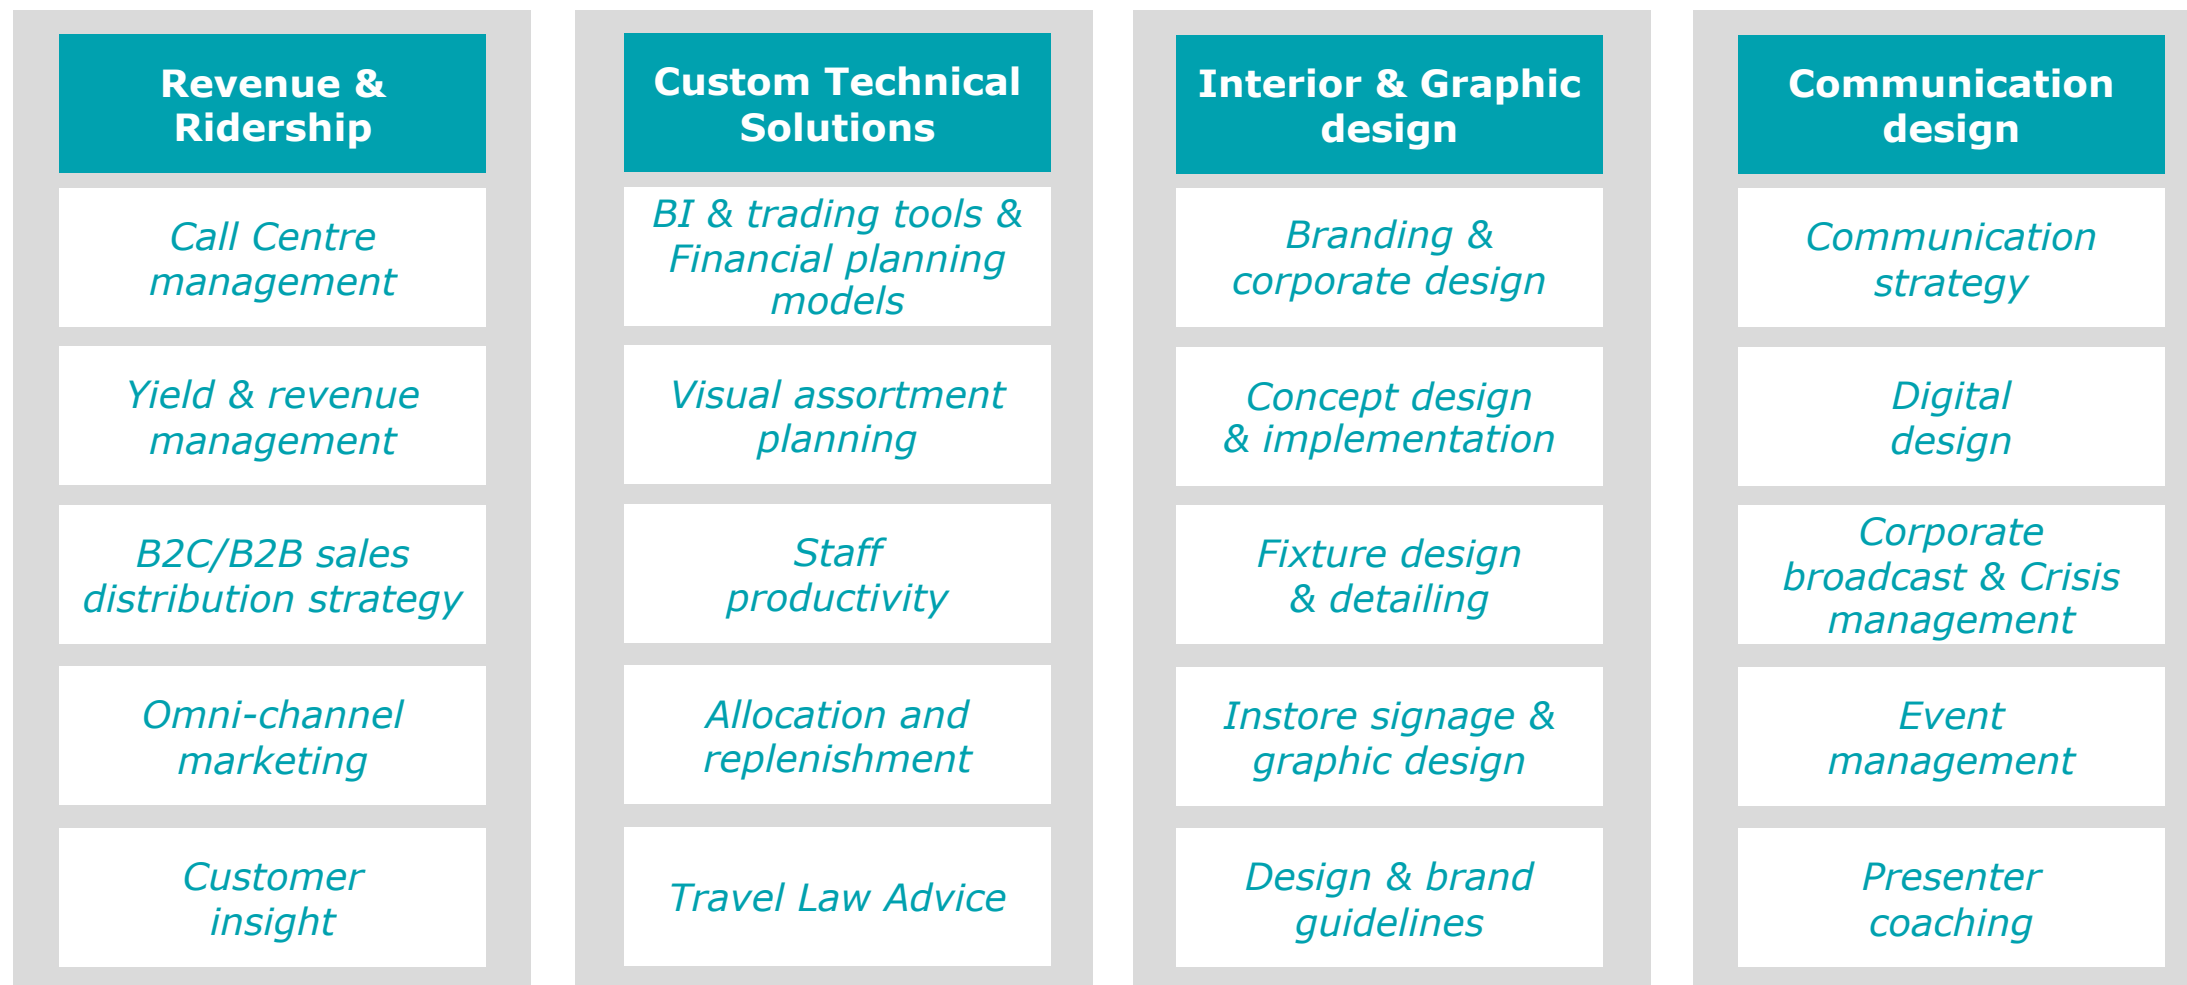 Revenue &
Ridership
Call Centre
management
Yield & revenue
management
B2C/B2B sales
distribution strategy
Omni-channel
marketing
Customer
insight
Custom Technical
Solutions
BI & trading tools &
Financial planning
models
Visual assortment
planning
Staff
productivity
Allocation and
replenishment
Travel Law Advice
Interior & Graphic
design
Branding &
corporate design
Concept design
& implementation
Fixture design
& detailing
Instore signage &
graphic design
Design & brand
guidelines
Communication
design
Communication
strategy
Digital
design
Corporate
broadcast & Crisis
management
Event
management
Presenter
coaching